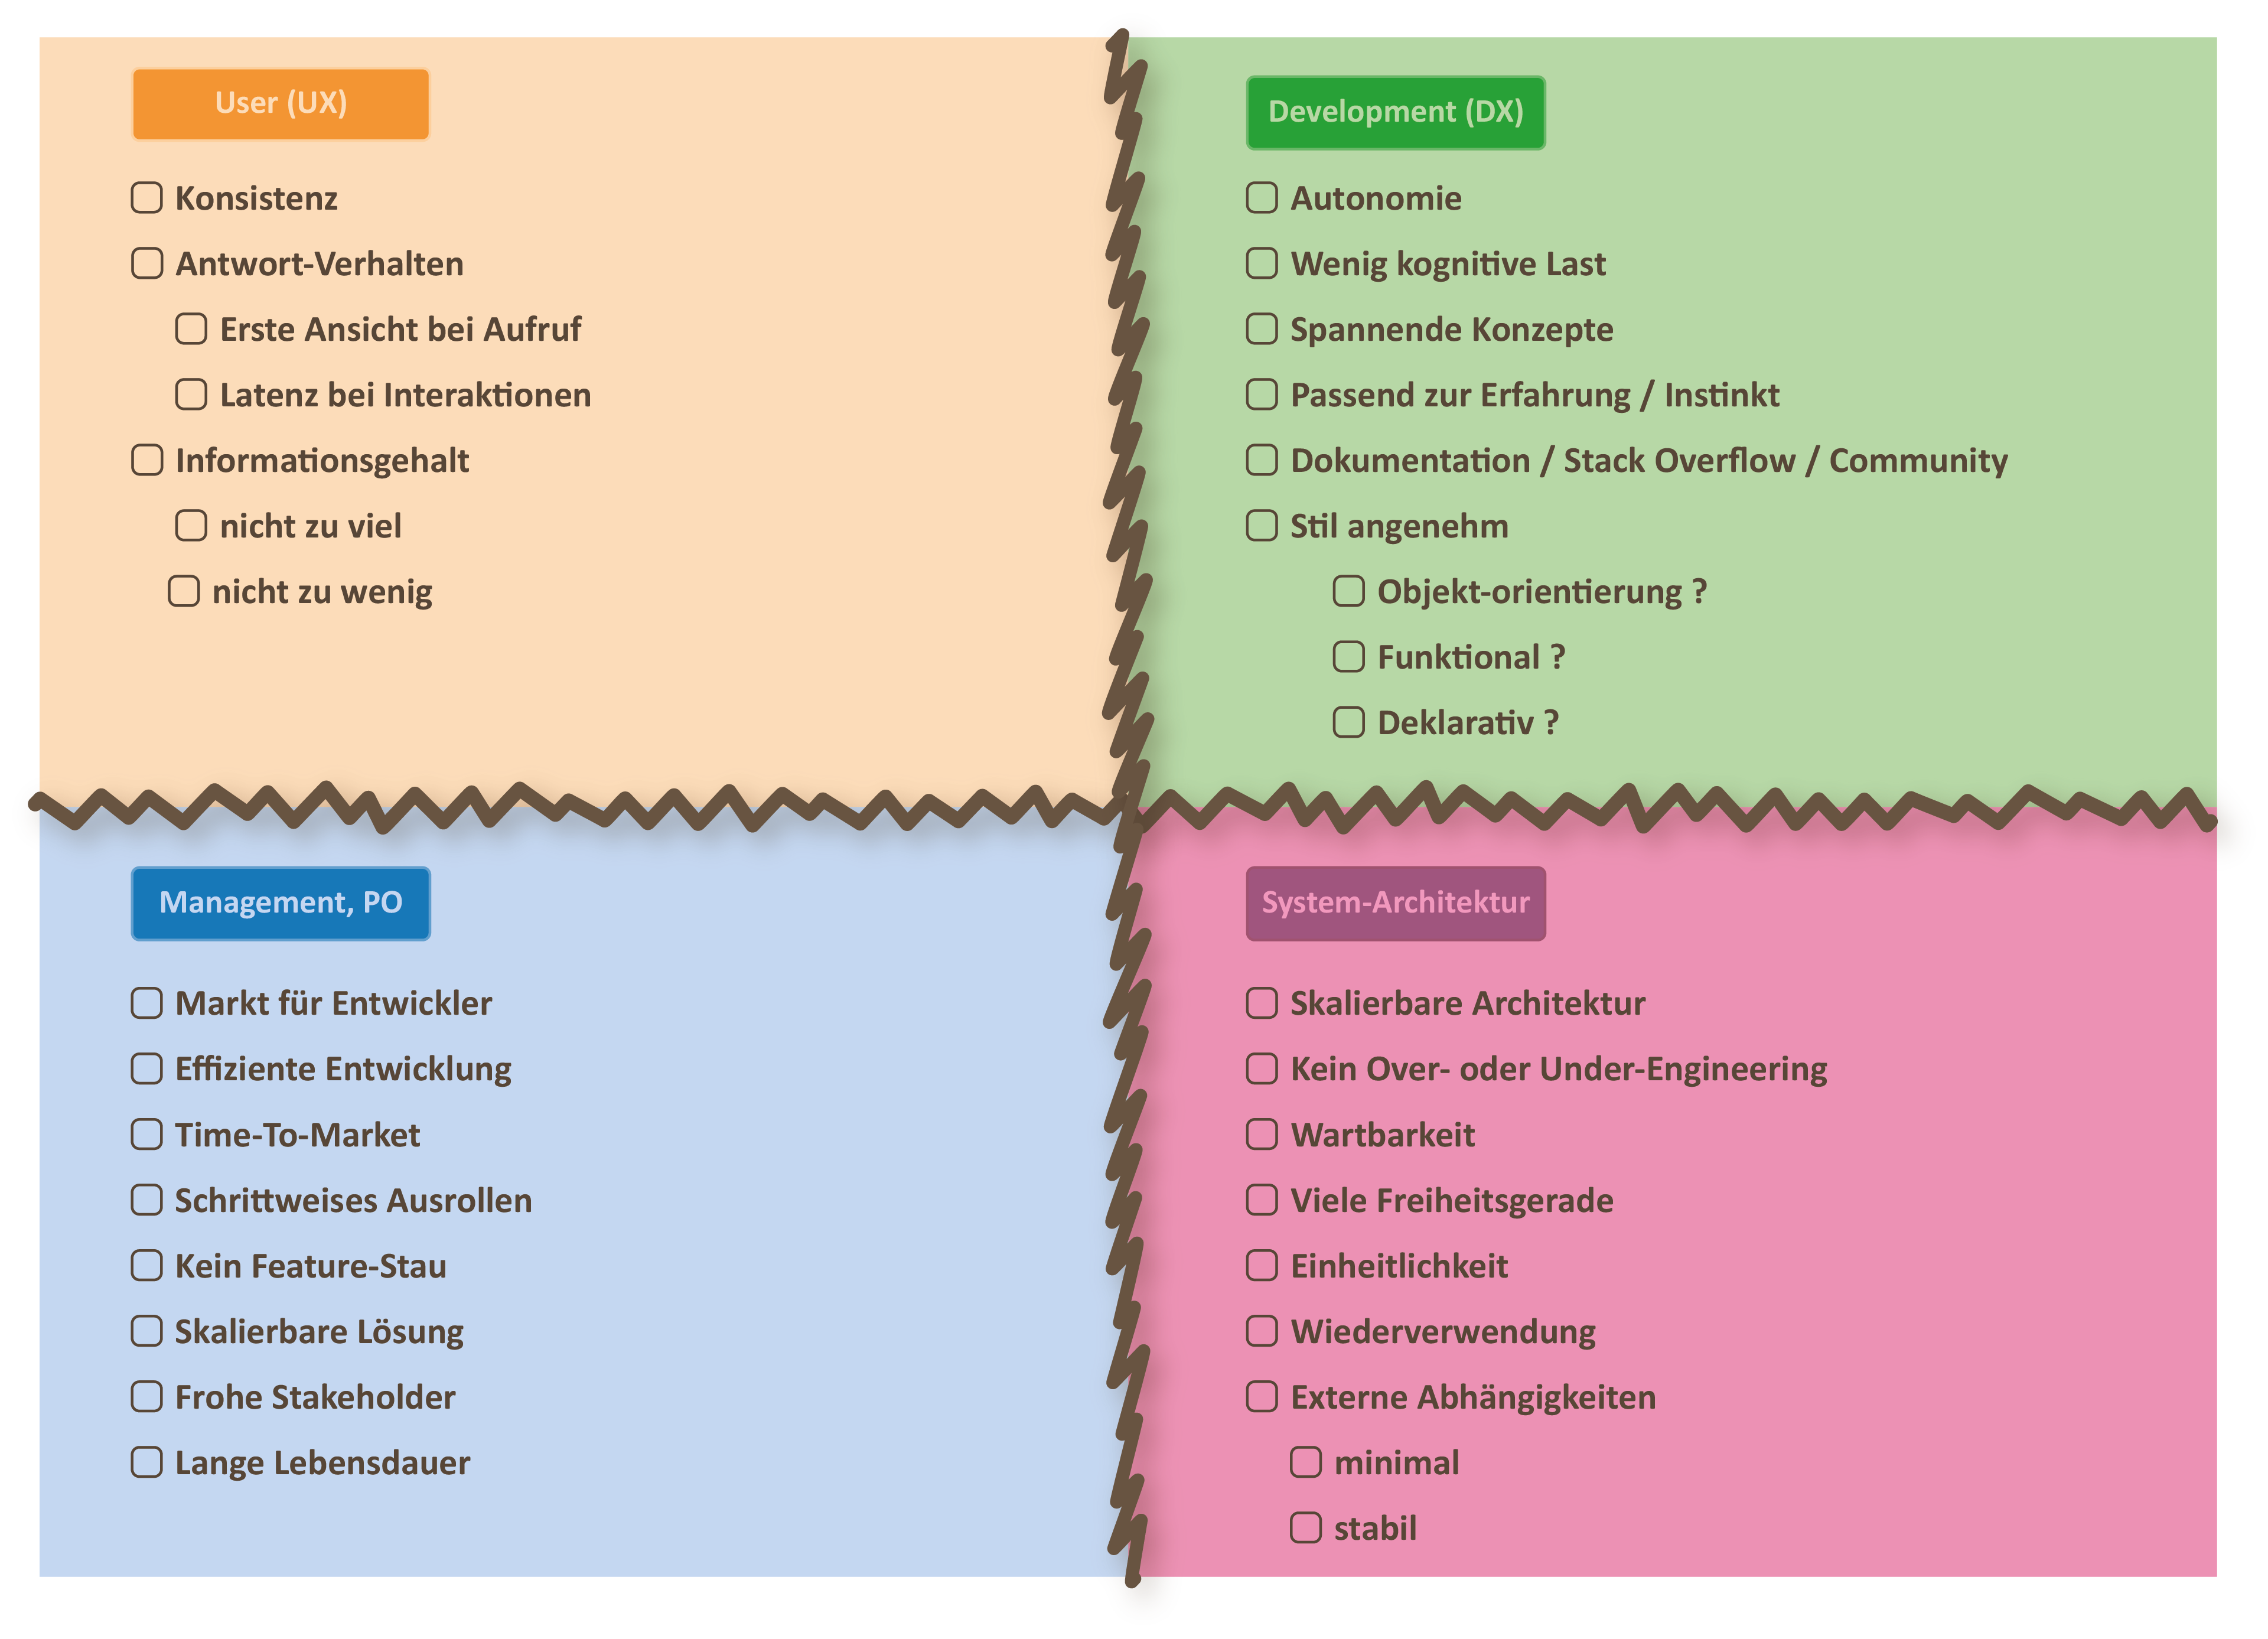 User (UX)
Konsistenz
Antwort-Verhalten
Erste Ansicht bei Aufruf
Latenz bei Interaktionen
Informationsgehalt
nicht zu viel
nicht zu wenig
Development (DX)
Autonomie
Wenig kognitive Last
Spannende Konzepte
Passend zur Erfahrung / Instinkt
Dokumentation / Stack Overflow / Community
Stil angenehm
Objekt-orientierung ?
Funktional ?
Deklarativ ?
Management, PO
Markt für Entwickler
Effiziente Entwicklung
Time-To-Market
Schrittweises Ausrollen
Kein Feature-Stau
Skalierbare Lösung
Frohe Stakeholder
Lange Lebensdauer
System-Architektur
Skalierbare Architektur
Kein Over- oder Under-Engineering
Wartbarkeit
Viele Freiheitsgerade
Einheitlichkeit
Wiederverwendung
Externe Abhängigkeiten
minimal
stabil